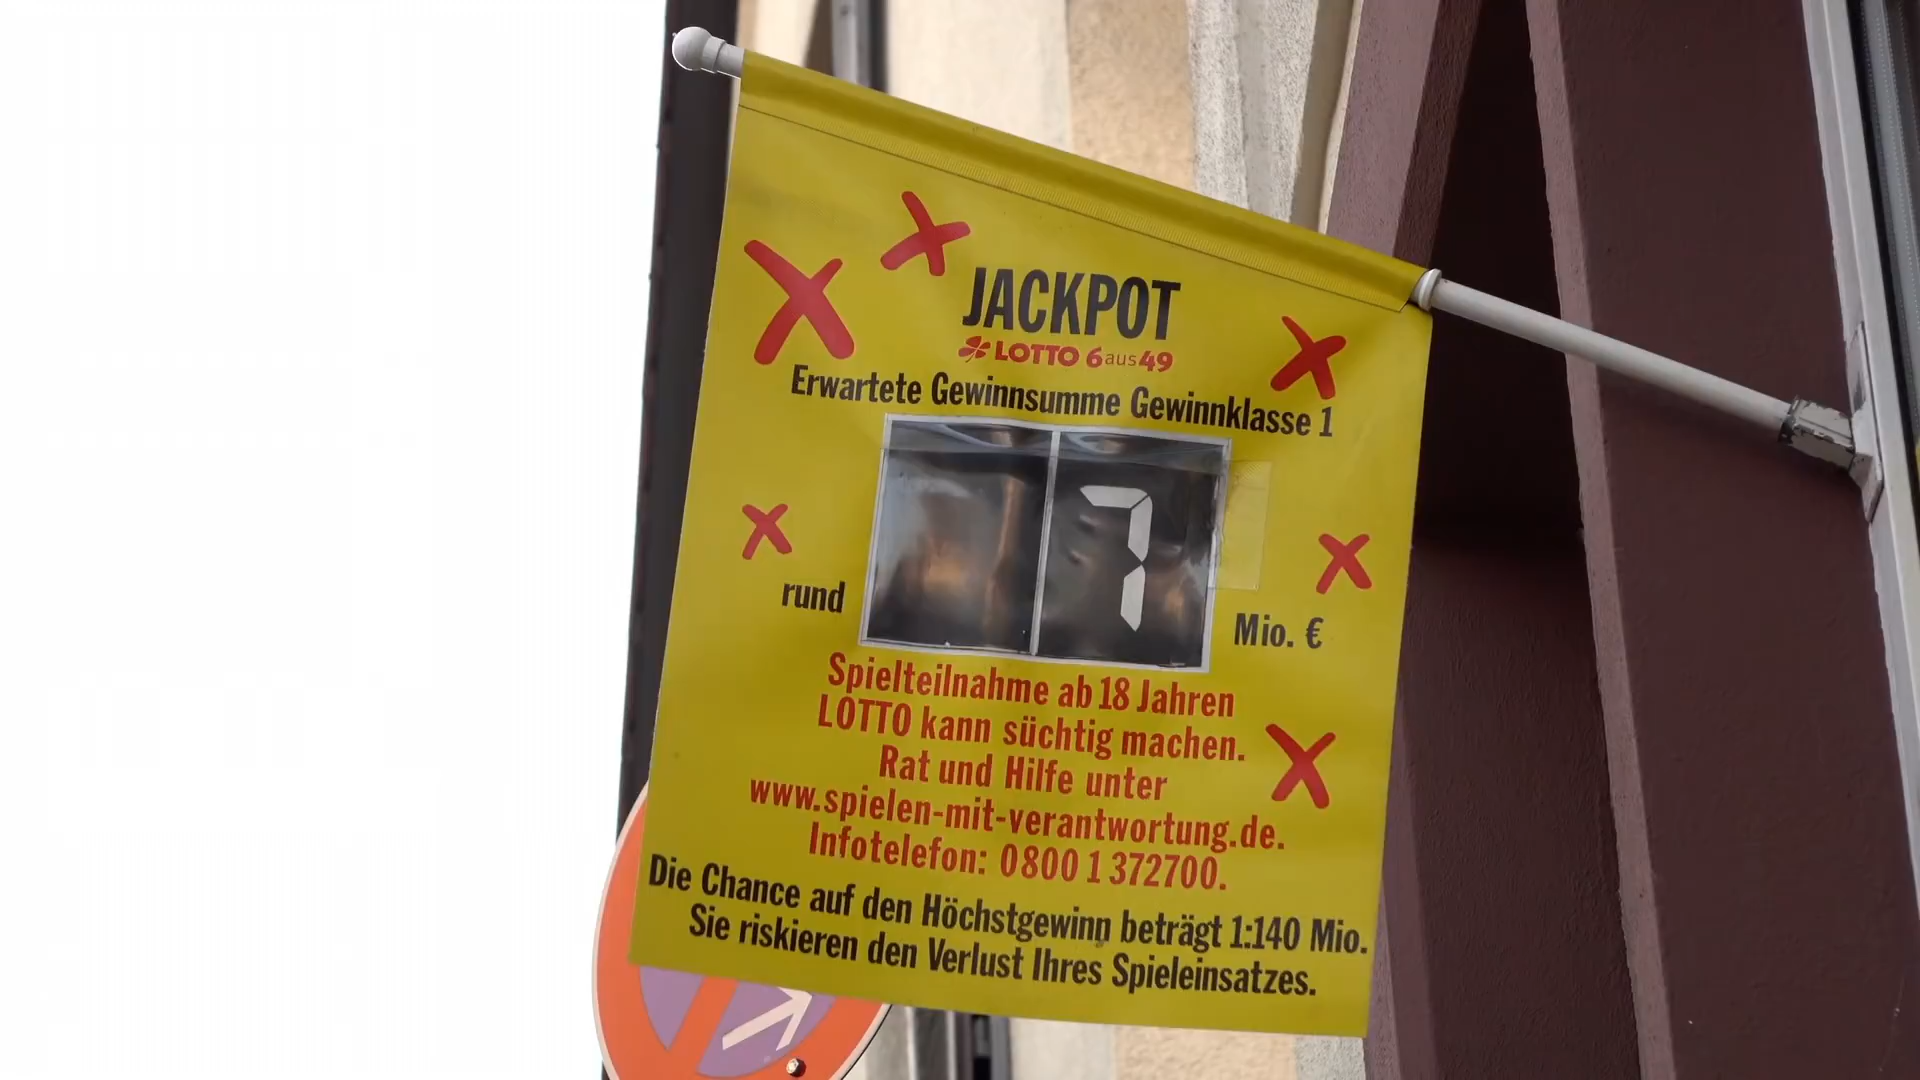 JACKPOT
LOTTO 6aus49
Erwartete Gewinnsumme Gewinnklasse 1
7
rund
Mio. €
Spielteilnahme ab 18 Jahren
LOTTO kann süchtig machen.
Rat und Hilfe unter
www.spielen-mit-verantwortung.de.
Infotelefon: 0800 1 372700.
Die Chance auf den Höchstgewinn beträgt 1:140 Mio.
Sie riskieren den Verlust Ihres Spieleinsatzes.